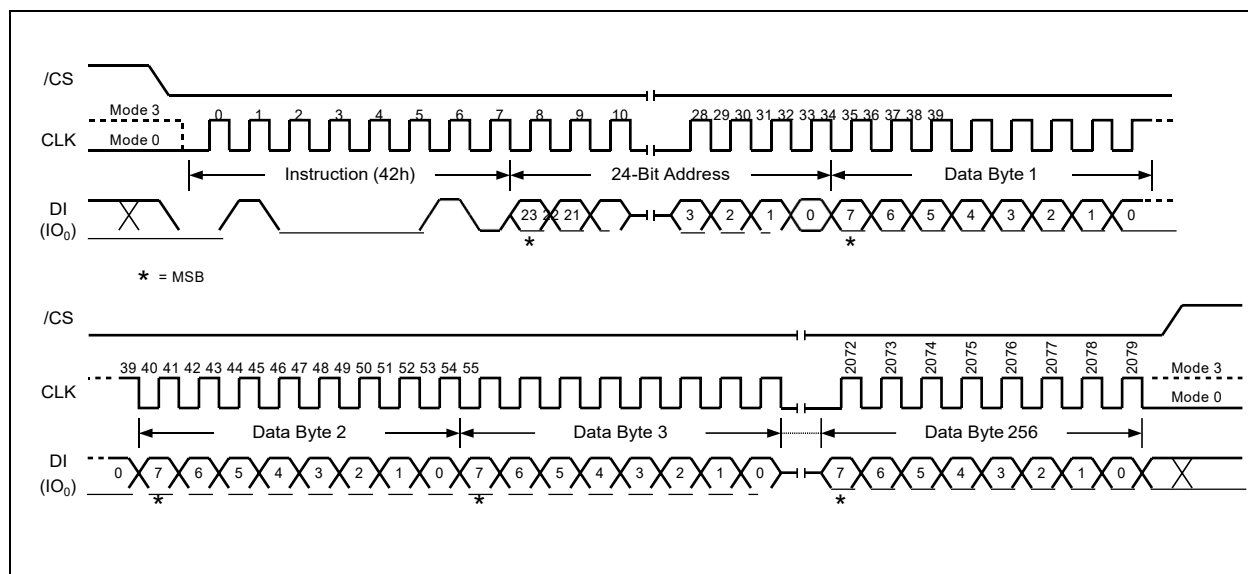 /CS
Mode 3
0 1 2 3 4 5 6 7 8 9 10 28 29 30 31 32 33 34 35 36 37 38 39
CLK
Mode 0
Instruction (42h) 24-Bit Address Data Byte 1
DI
(IO0)
23 22 21 3 2 1 0 7 6 5 4 3 2 1 0
* *
* = MSB
/CS
39 40 41 42 43 44 45 46 47 48 49 50 51 52 53 54 55 2072 2073 2074 2075 2076 2077 2078 2079
Mode 3
CLK
Mode 0
Data Byte 2 Data Byte 3 Data Byte 256
DI
(IO0)
0 7 6 5 4 3 2 1 0 7 6 5 4 3 2 1 0 7 6 5 4 3 2 1 0
* * *